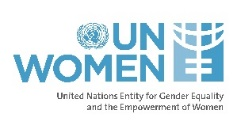 UN
WOMEN
United Nations Entity for Gender Equality
and the Empowerment of Women